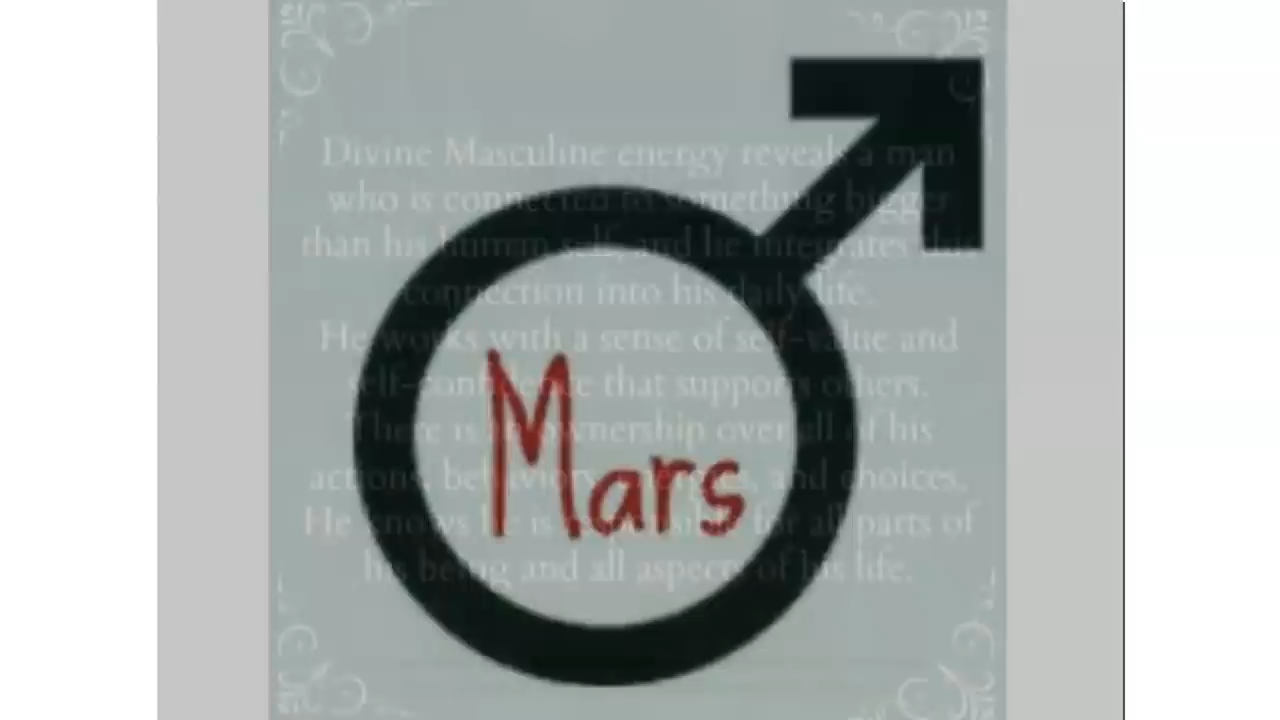 Divine Masculine energy reveals a man
who is connected to something bigger
than his human self, and he integrates this
connection into his daily life.
He works with a sense of self-value and
self-confidence that supports others.
There is an ownership over all of his
actions, behaviors, energies, and choices.
He knows he is responsible for all parts of
his being and all aspects of his life.
Mars